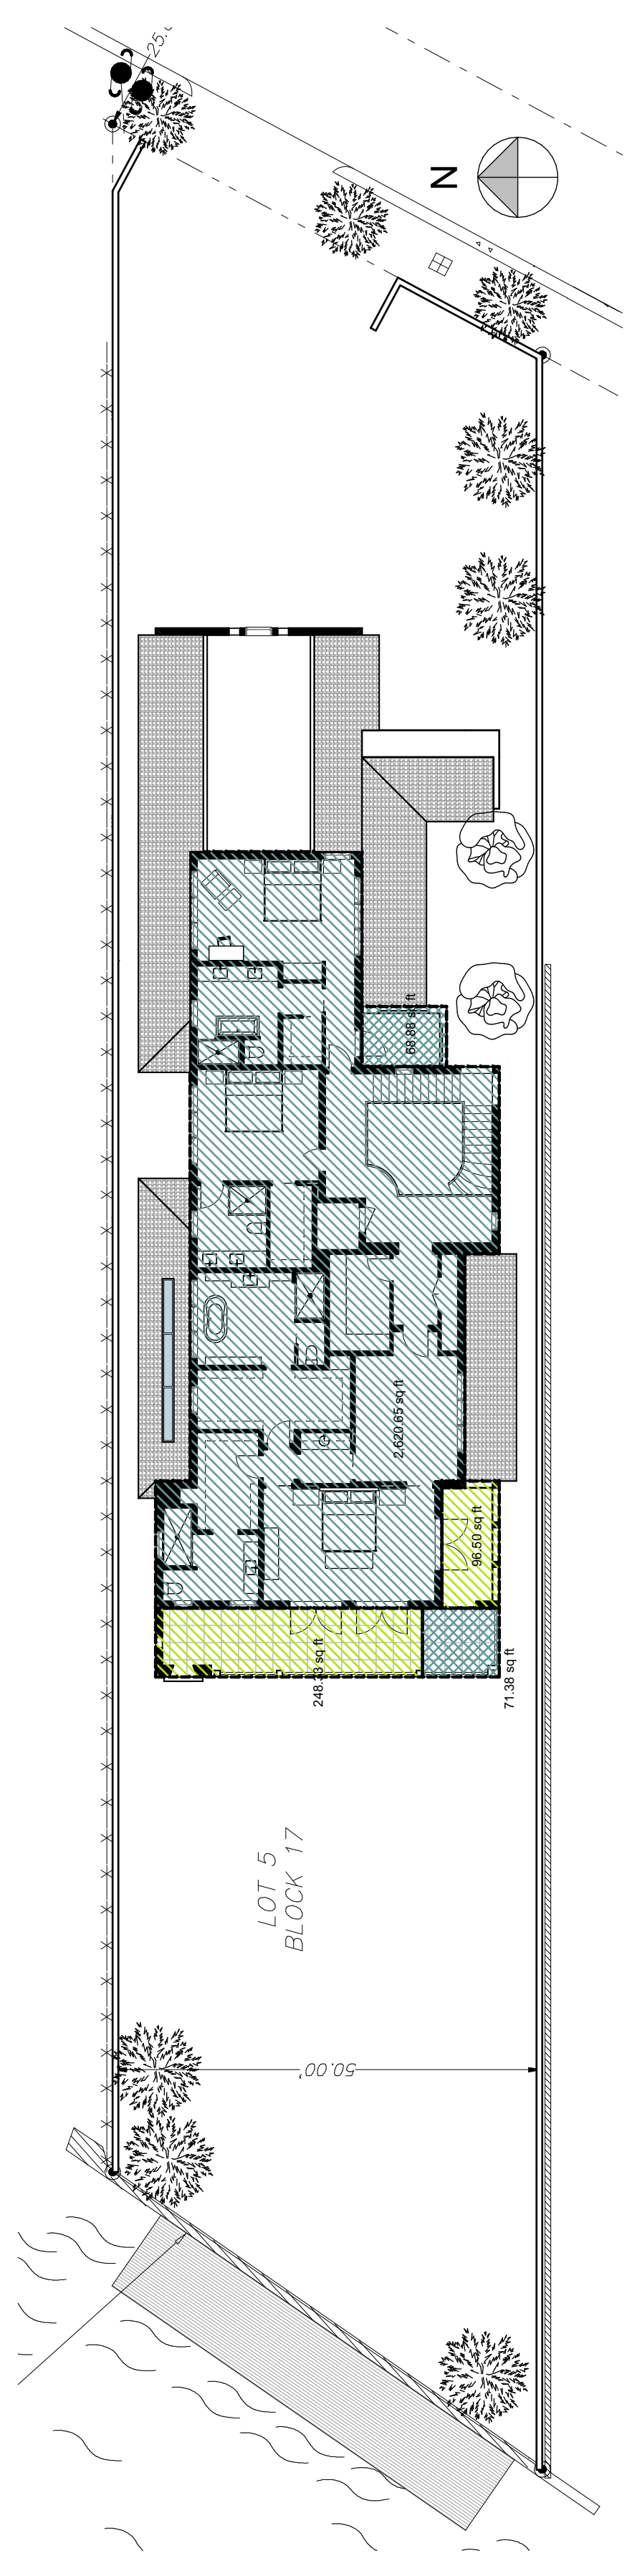 N
68.88 sq ft
2,620.65 sq ft
96.50 sq ft
248.33 sq ft
71.38 sq ft
LOT 5
BLOCK 17
50.00'